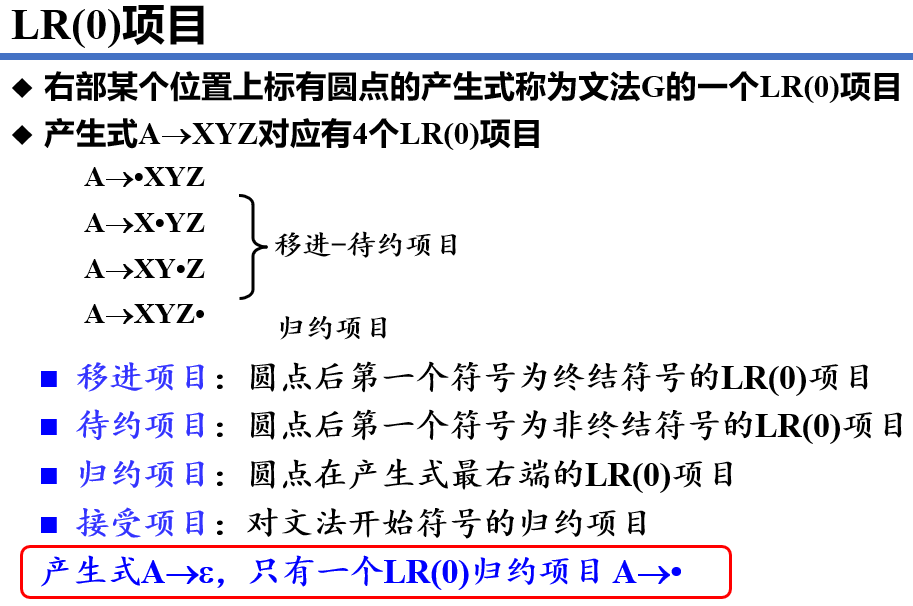 LR(0)项目
◆ 右部某个位置上标有圆点的产生式称为文法G的一个LR(0)项目
◆ 产生式A→XYZ对应有4个LR(0)项目
A→•XYZ
A→X•YZ
移进-待约项目
A→XY•Z
A→XYZ•
归约项目
■ 移进项目：圆点后第一个符号为终结符号的LR(0)项目
■ 待约项目：圆点后第一个符号为非终结符号的LR(0)项目
■ 归约项目：圆点在产生式最右端的LR(0)项目
■ 接受项目：对文法开始符号的归约项目
产生式A→ε，只有一个LR(0)归约项目 A→•